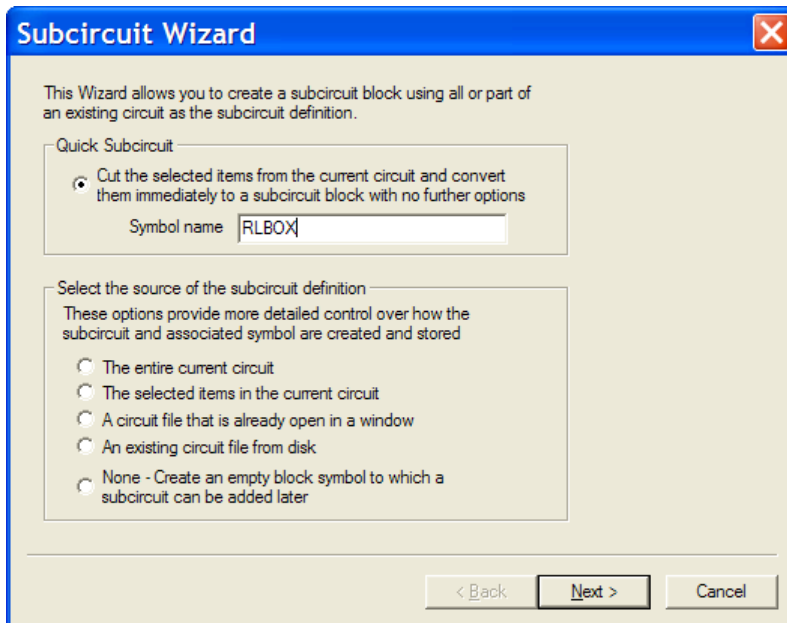 Subcircuit Wizard
This Wizard allows you to create a subcircuit block using all or part of
an existing circuit as the subcircuit definition.
Quick Subcircuit
Cut the selected items from the current circuit and convert
them immediately to a subcircuit block with no further options
Symbol name RLBOX
Select the source of the subcircuit definition
These options provide more detailed control over how the
subcircuit and associated symbol are created and stored
The entire current circuit
The selected items in the current circuit
A circuit file that is already open in a window
An existing circuit file from disk
None - Create an empty block symbol to which a
subcircuit can be added later
< Back Next > Cancel